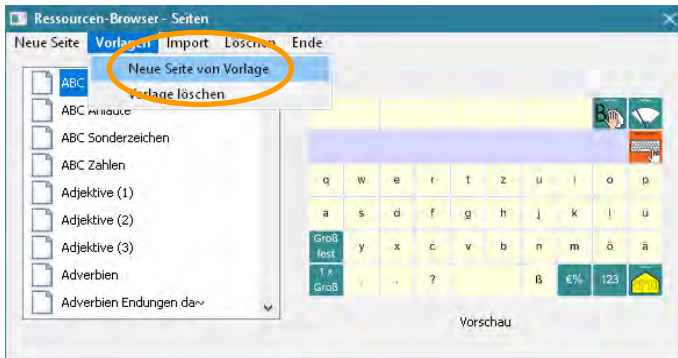 Ressourcen-Browser - Seiten
Neue Seite Vorlagen Import Löschen Ende
Neue Seite von Vorlage
Vorlage löschen
ABC
ABC Anlaute
ABC Sonderzeichen
ABC Zahlen
Adjektive (1)
Adjektive (2)
Adjektive (3)
Adverbien
Adverbien Endungen da~
B
q w e r t z u i o p
a s d f g h j k l ü
Groß fest y x c v b n m ö ä
1 x Groß , . ? ß €% 123
Vorschau